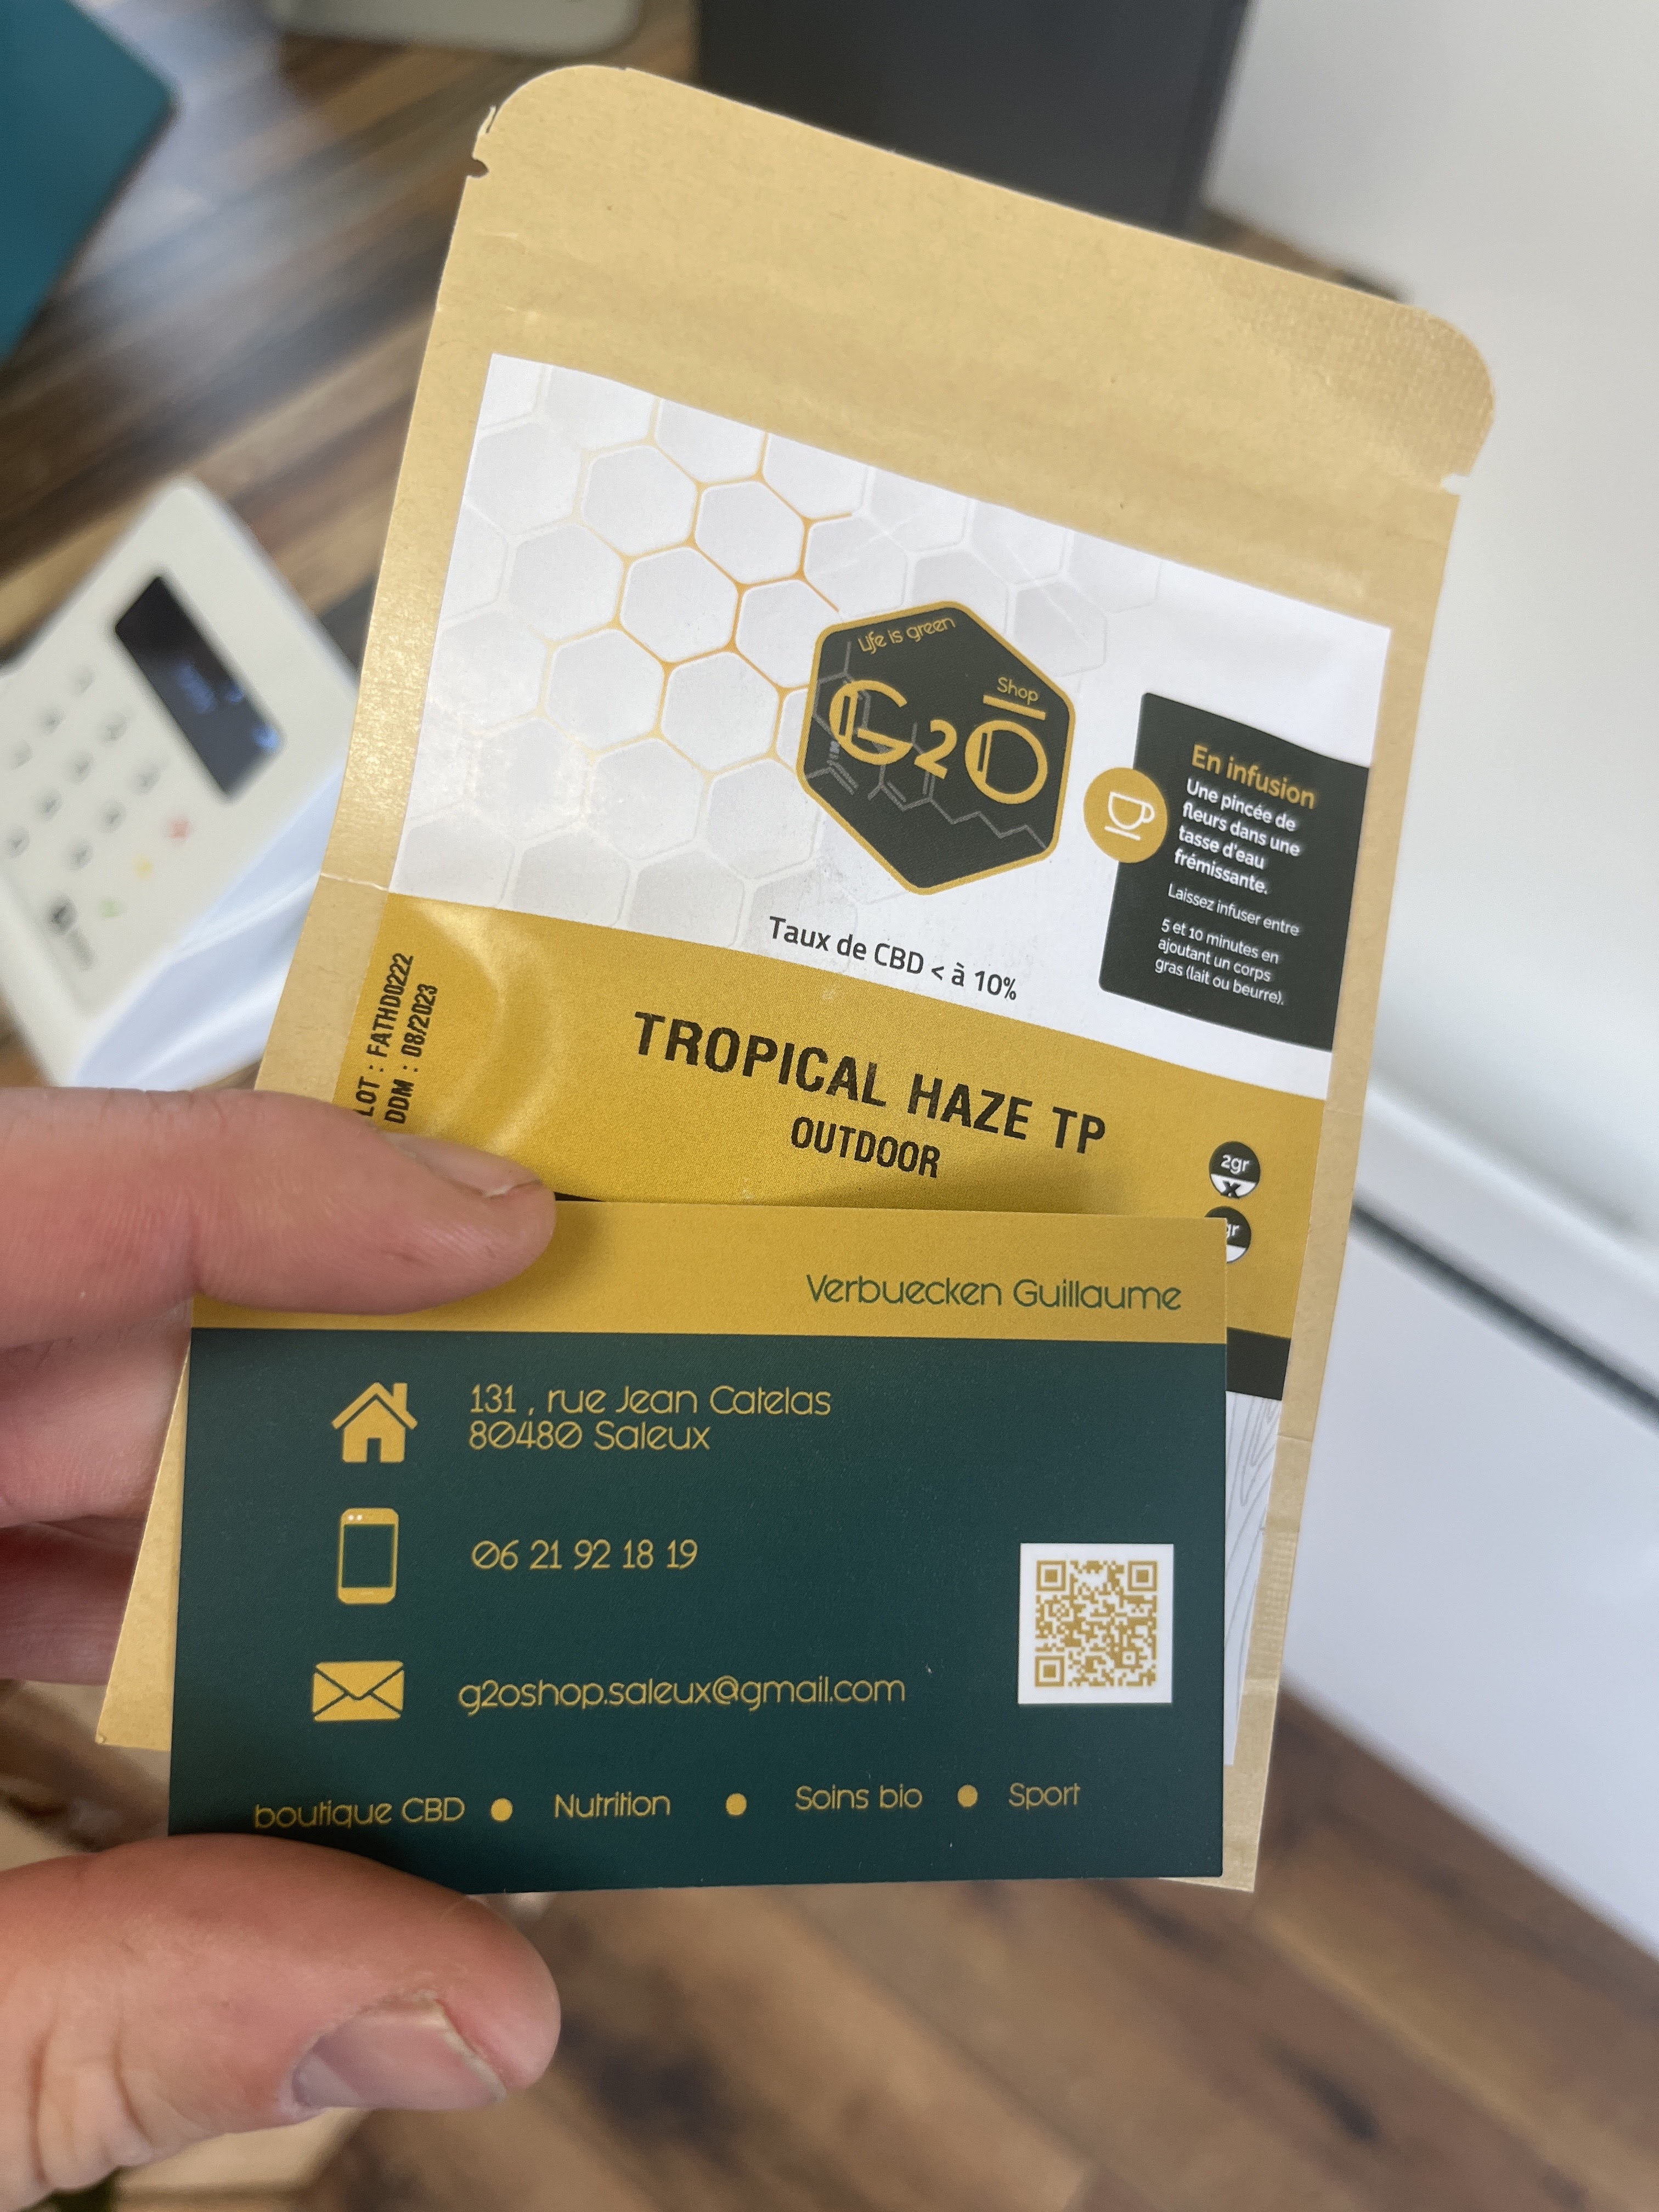 Life is green
Shop
G2O
En infusion
Une pincée de
fleurs dans une
tasse d'eau
frémissante.
Laissez infuser entre
5 et 10 minutes en
ajoutant un corps
gras (lait ou beurre).
Taux de CBD < à 10%
LOT : FATHD0222
DDM : 08/2023
TROPICAL HAZE TP
OUTDOOR
2gr
X
gr
Verbuecken Guillaume
131 , rue Jean Catelas
80480 Saleux
06 21 92 18 19
g2oshop.saleux@gmail.com
boutique CBD • Nutrition • Soins bio • Sport